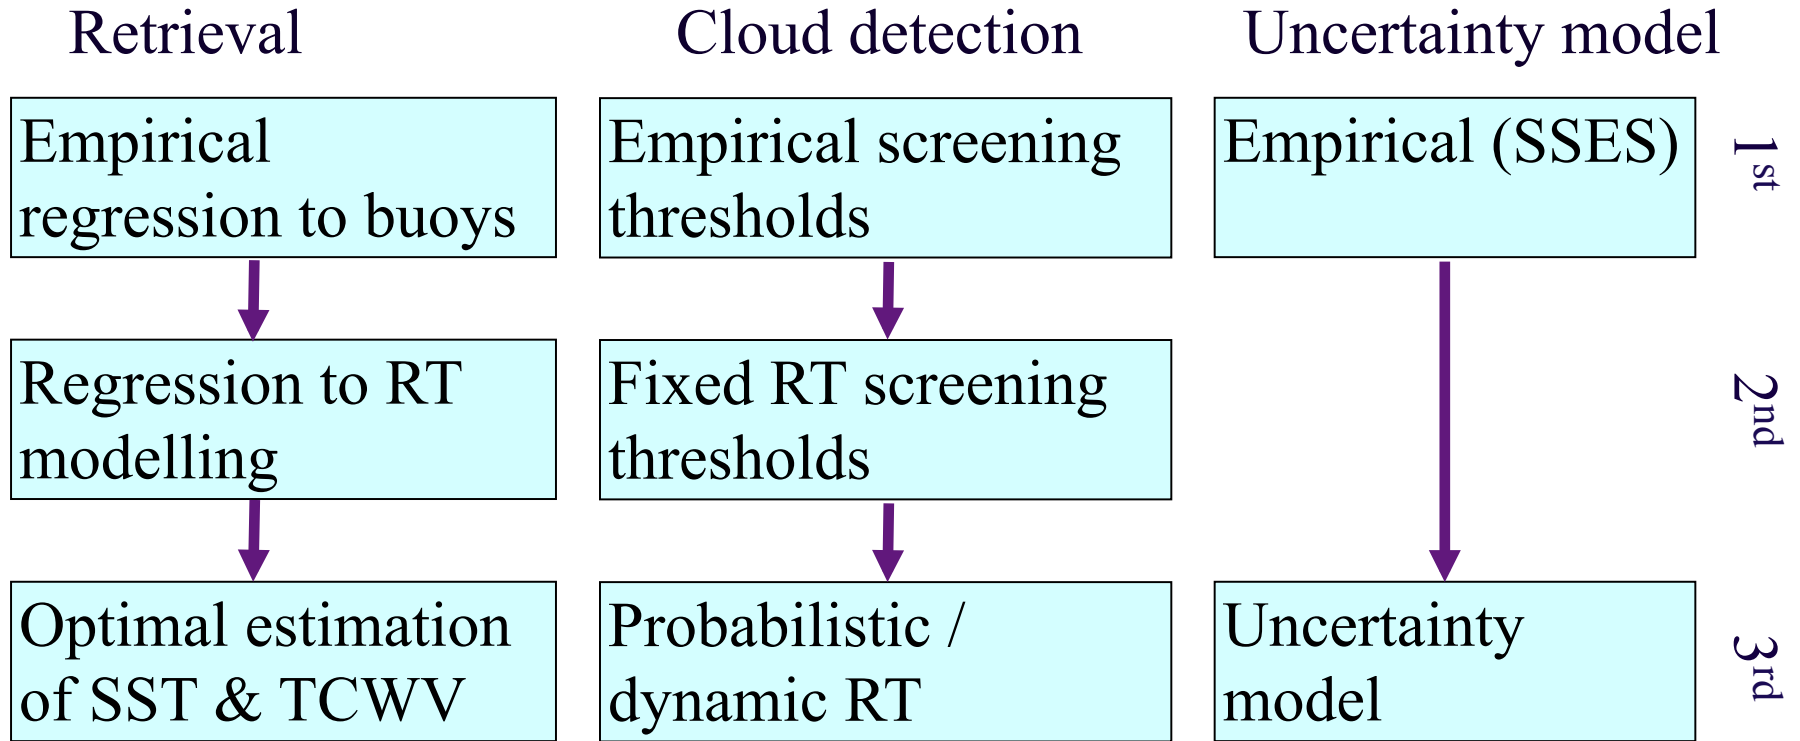 Retrieval
Cloud detection
Uncertainty model
Empirical
regression to buoys
Empirical screening
thresholds
Empirical (SSES)
1st
Regression to RT
modelling
Fixed RT screening
thresholds
2nd
Optimal estimation
of SST & TCWV
Probabilistic /
dynamic RT
Uncertainty
model
3rd